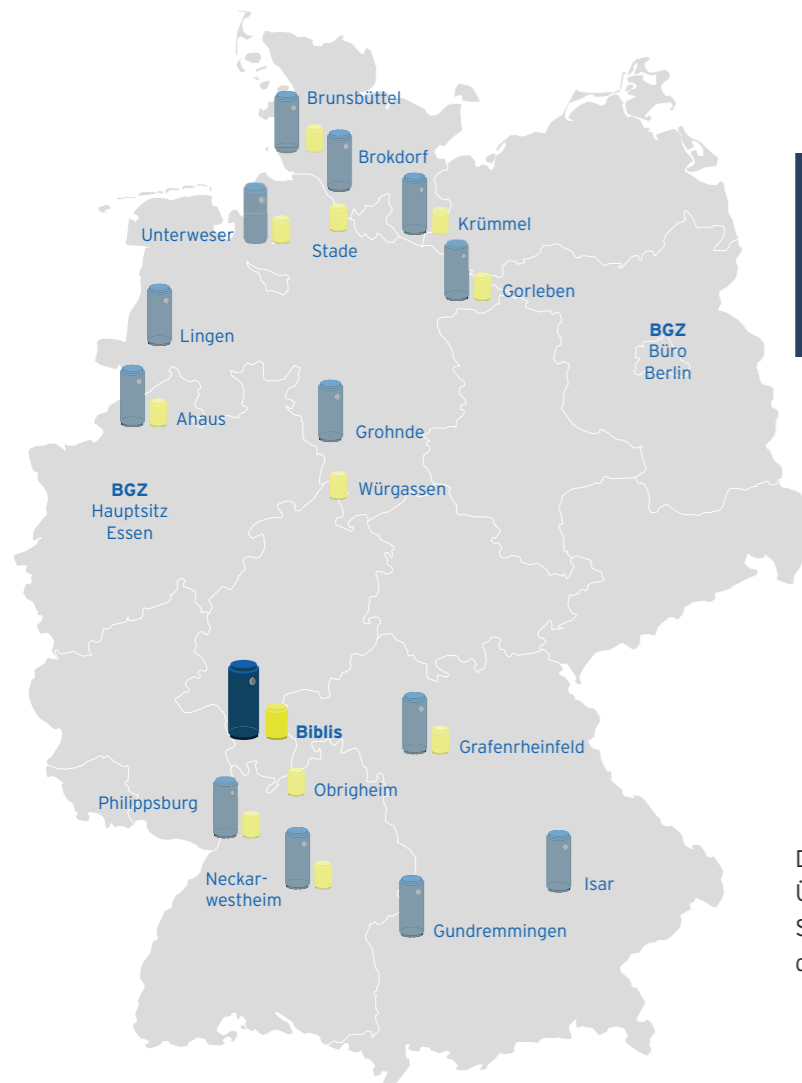 Brunsbüttel
Brokdorf
Krümmel
Unterweser
Stade
Gorleben
Lingen
BGZ
Büro
Berlin
Ahaus
Grohnde
BGZ
Hauptsitz
Essen
Würgassen
Biblis
Grafenrheinfeld
Obrigheim
Philippsburg
Neckar-
westheim
Isar
Gundremmingen